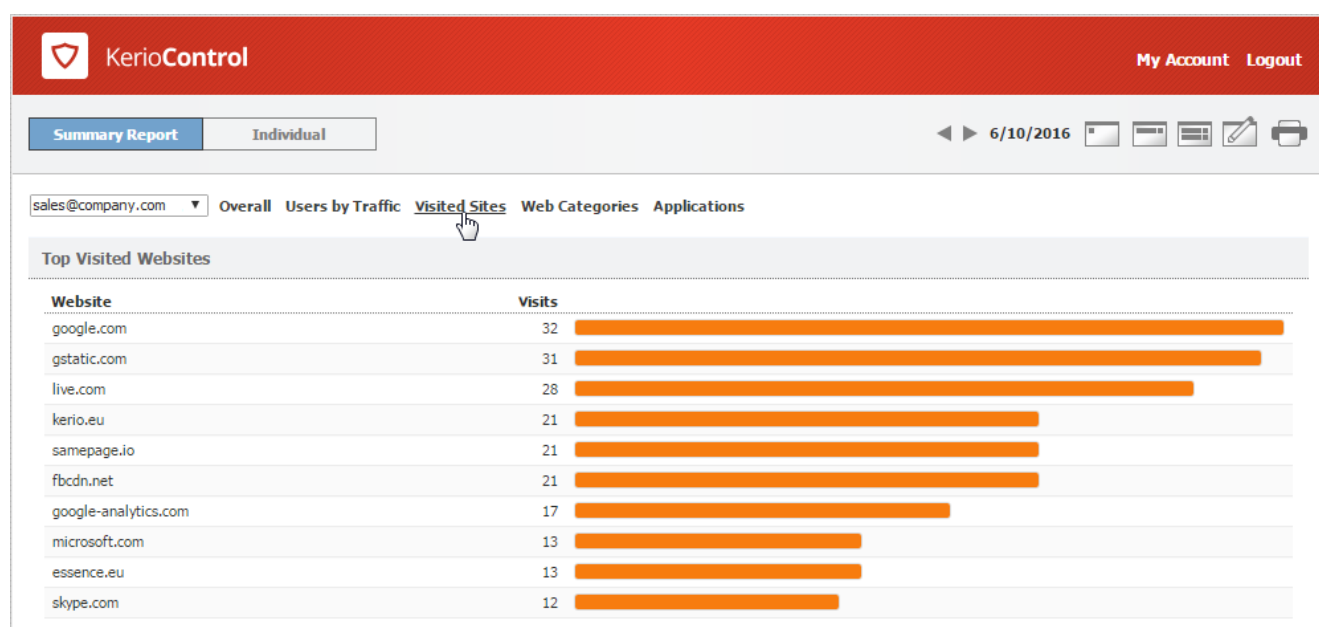 KerioControl
My Account Logout
Summary Report Individual
6/10/2016
sales@company.com Overall Users by Traffic Visited Sites Web Categories Applications
Top Visited Websites
Website Visits
google.com 32
gstatic.com 31
live.com 28
kerio.eu 21
samepage.io 21
fbcdn.net 21
google-analytics.com 17
microsoft.com 13
essence.eu 13
skype.com 12